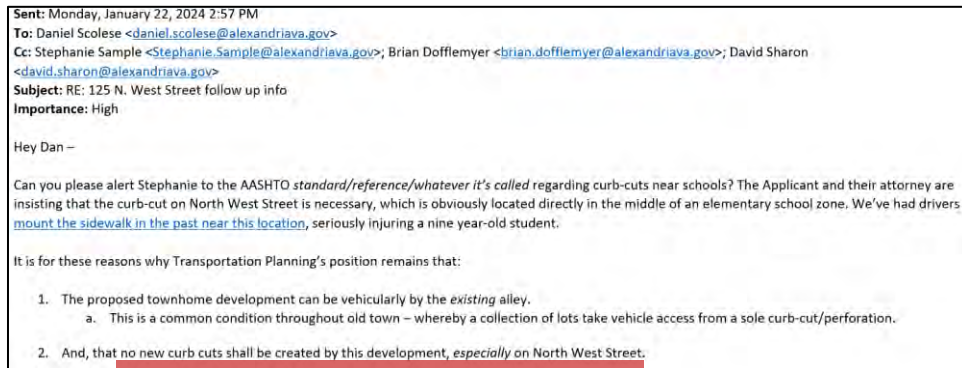 Sent: Monday, January 22, 2024 2:57 PM
To: Daniel Scolese <daniel.scolese@alexandriava.gov>
Cc: Stephanie Sample <Stephanie.Sample@alexandriava.gov>; Brian Dofflemyer <brian.dofflemyer@alexandriava.gov>; David Sharon
<david.sharon@alexandriava.gov>
Subject: RE: 125 N. West Street follow up info
Importance: High
Hey Dan –
Can you please alert Stephanie to the AASHTO standard/reference/whatever it's called regarding curb-cuts near schools? The Applicant and their attorney are
insisting that the curb-cut on North West Street is necessary, which is obviously located directly in the middle of an elementary school zone. We've had drivers
mount the sidewalk in the past near this location, seriously injuring a nine year-old student.
It is for these reasons why Transportation Planning's position remains that:
1. The proposed townhome development can be vehicularly by the existing alley.
a. This is a common condition throughout old town – whereby a collection of lots take vehicle access from a sole curb-cut/perforation.
2. And, that no new curb cuts shall be created by this development, especially on North West Street.